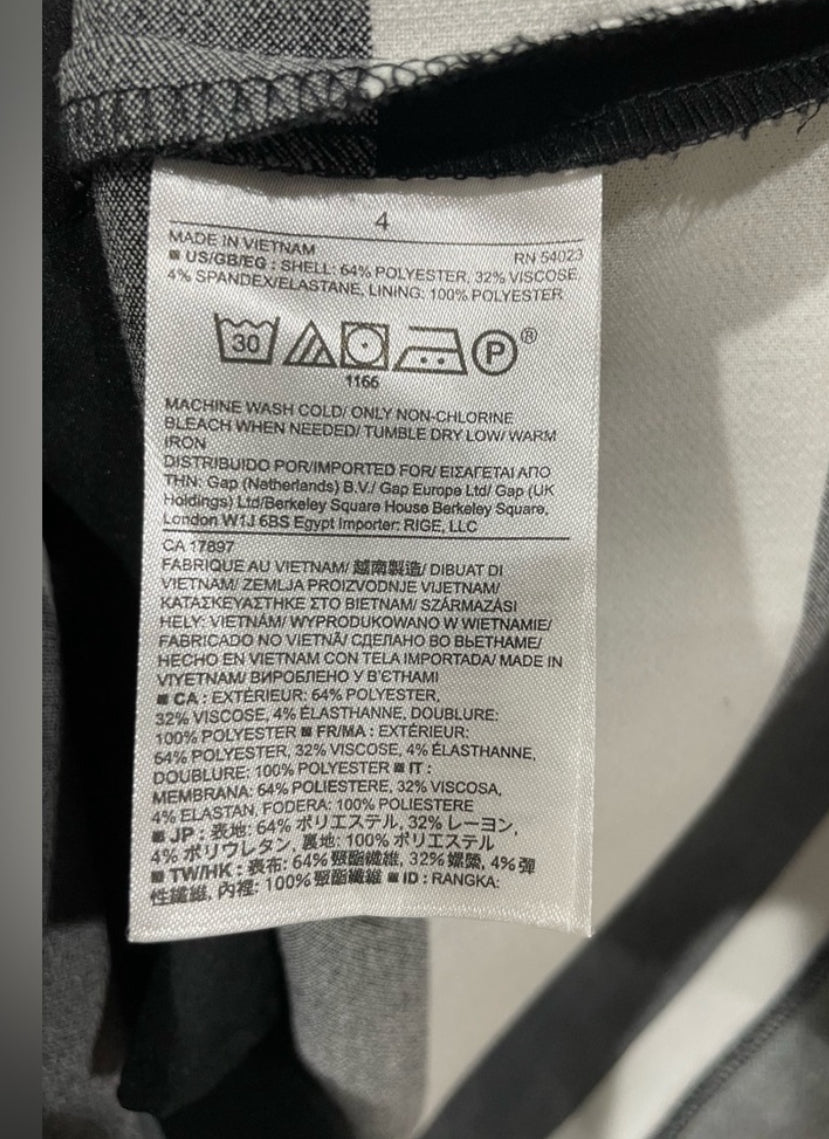 4
MADE IN VIETNAM RN 54023
■ US/GB/EG : SHELL: 64% POLYESTER, 32% VISCOSE,
4% SPANDEX/ELASTANE, LINING: 100% POLYESTER
30 P ®
1166
MACHINE WASH COLD/ ONLY NON-CHLORINE
BLEACH WHEN NEEDED/ TUMBLE DRY LOW/ WARM
IRON
DISTRIBUIDO POR/IMPORTED FOR/ ΕΙΣΑΓΕΤΑΙ ΑΠΟ
ΤΗΝ: Gap (Netherlands) B.V./ Gap Europe Ltd/ Gap (UK
Holdings) Ltd/Berkeley Square House Berkeley Square,
London W1J 6BS Egypt Importer: RIGE, LLC
CA 17897
FABRIQUE AU VIETNAM/ 越南製造/ DIBUAT DI
VIETNAM/ ZEMLJA PROIZVODNJE VIJETNAM/
ΚΑΤΑΣΚΕΥΑΣΤΗΚΕ ΣΤΟ ΒΙΕΤΝΑΜ/ SZÁRMAZÁSI
HELY: VIETNÁM/ WYPRODUKOWANO W WIETNAMIE/
FABRICADO NO VIETNÃ/ СДЕЛАНО ВО ВЬЕТНАМЕ/
HECHO EN VIETNAM CON TELA IMPORTADA/ MADE IN
VIYETNAM/ ВИРОБЛЕНО У В'ЄТНАМІ
■ CA : EXTÉRIEUR: 64% POLYESTER,
32% VISCOSE, 4% ÉLASTHANNE, DOUBLURE:
100% POLYESTER ■ FR/MA : EXTÉRIEUR:
64% POLYESTER, 32% VISCOSE, 4% ÉLASTHANNE,
DOUBLURE: 100% POLYESTER ■ IT :
MEMBRANA: 64% POLIESTERE, 32% VISCOSA,
4% ELASTAN, FODERA: 100% POLIESTERE
■ JP : 表地: 64% ポリエステル, 32% レーヨン,
4% ポリウレタン, 裏地: 100% ポリエステル
■ TW/HK : 表布: 64% 聚酯纖維, 32% 嫘縈, 4% 彈
性纖維, 內裡: 100% 聚酯纖維 ■ ID : RANGKA: